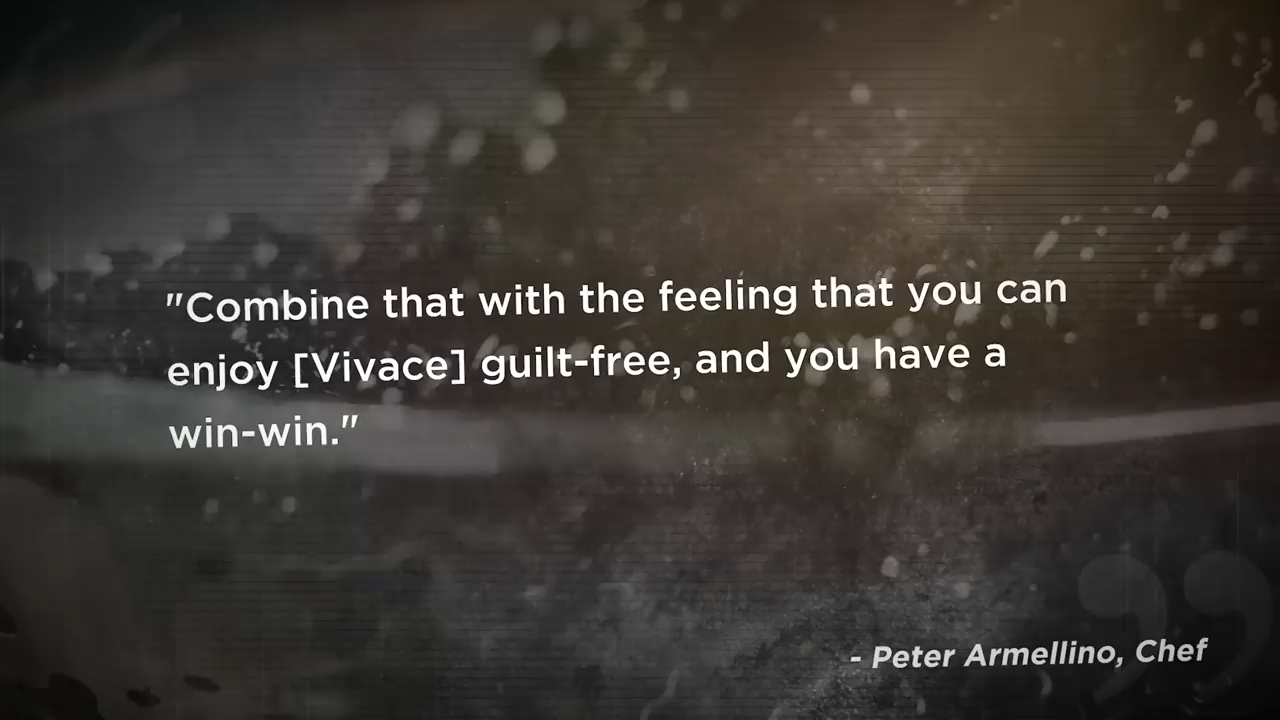 "Combine that with the feeling that you can
enjoy [Vivace] guilt-free, and you have a
win-win."
- Peter Armellino, Chef